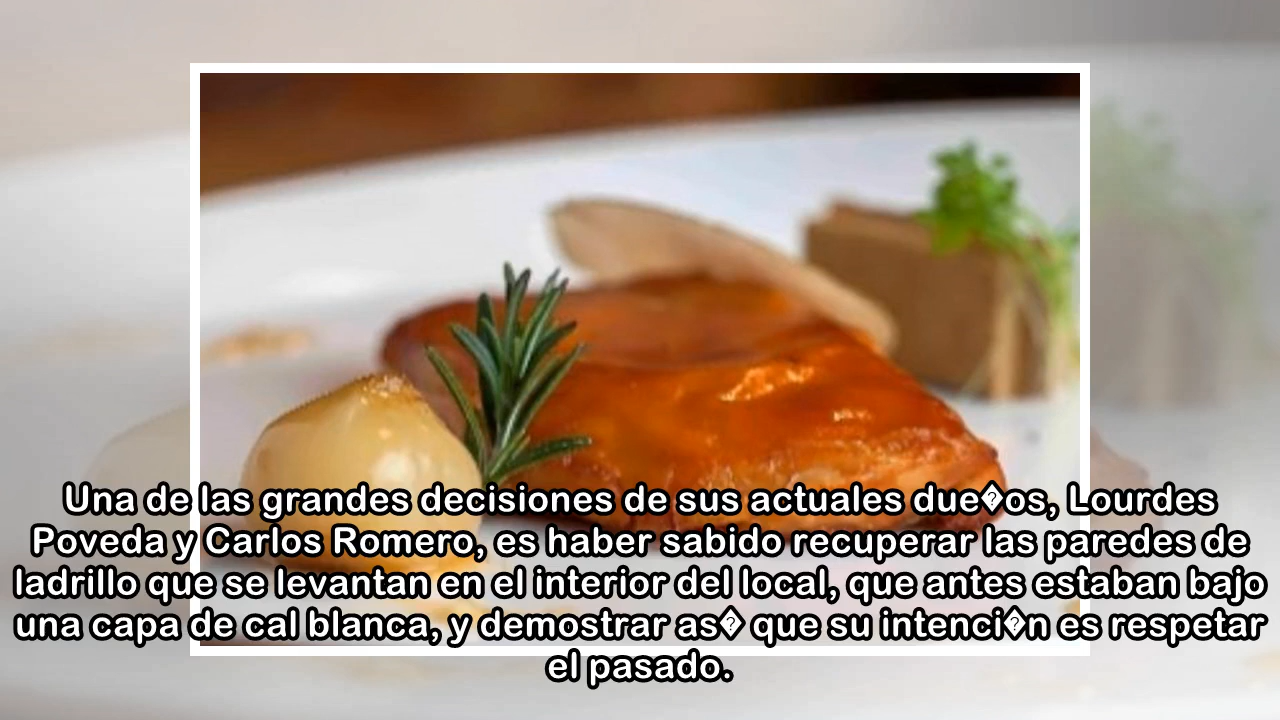 Una de las grandes decisiones de sus actuales due�os, Lourdes
Poveda y Carlos Romero, es haber sabido recuperar las paredes de
ladrillo que se levantan en el interior del local, que antes estaban bajo
una capa de cal blanca, y demostrar as� que su intenci�n es respetar
el pasado.